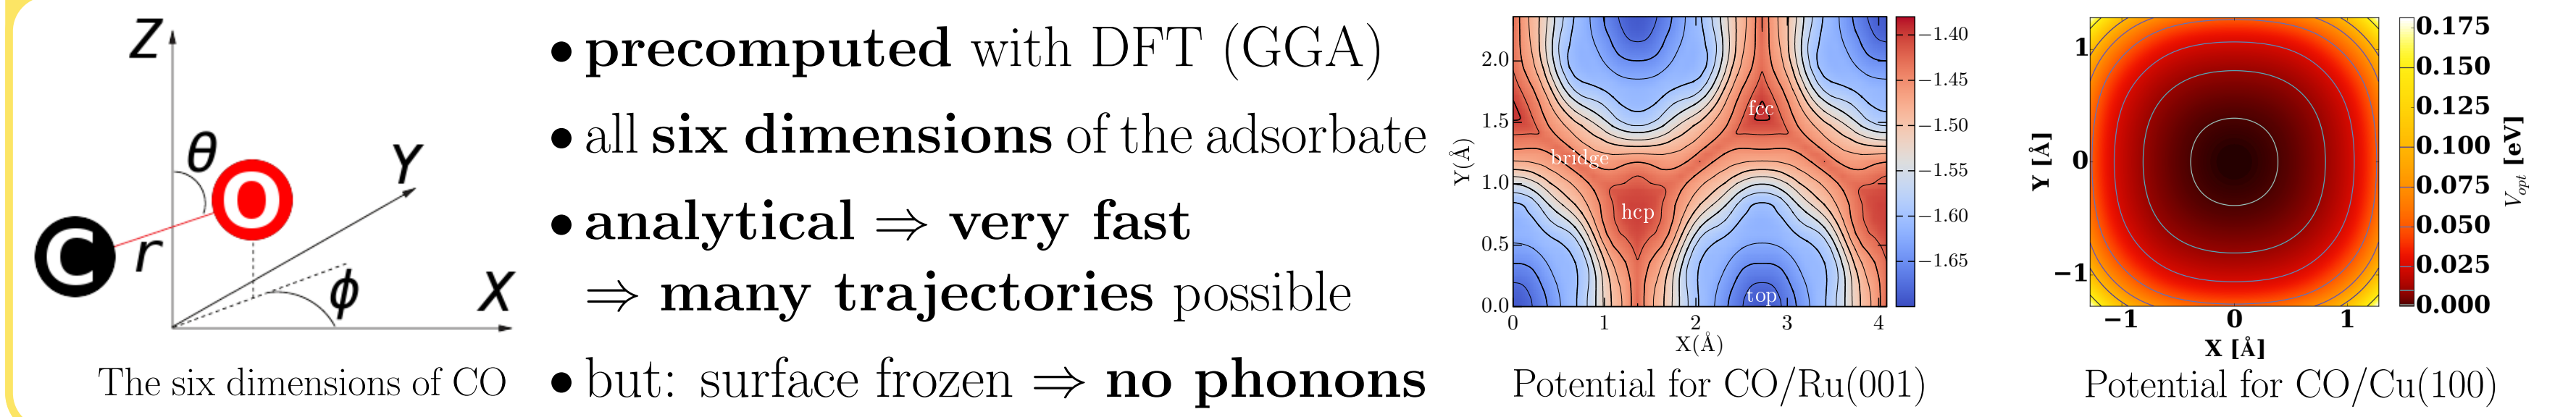 Z
θ
O
Y
C
r
ϕ
X
The six dimensions of CO
• precomputed with DFT (GGA)
• all six dimensions of the adsorbate
• analytical ⇒ very fast
⇒ many trajectories possible
• but: surface frozen ⇒ no phonons
2.0
1.5
1.0
0.5
0.0
Y(Å)
fcc
bridge
hcp
top
0 1 2 3 4
X(Å)
−1.40
−1.45
−1.50
−1.55
−1.60
−1.65
Potential for CO/Ru(001)
1
0
−1
Y [Å]
−1 0 1
X [Å]
0.175
0.150
0.125
0.100
0.075
0.050
0.025
0.000
Vopt [eV]
Potential for CO/Cu(100)